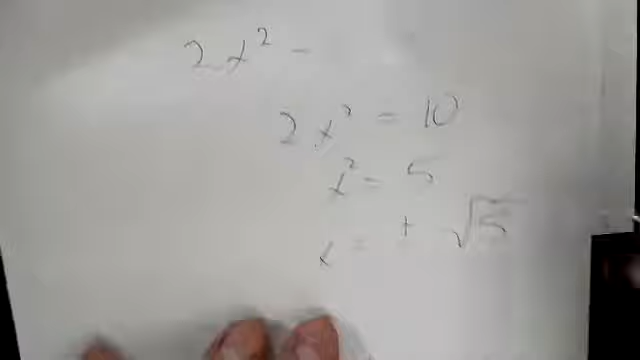 2x² -
2x² = 10
x² = 5
x = + √5